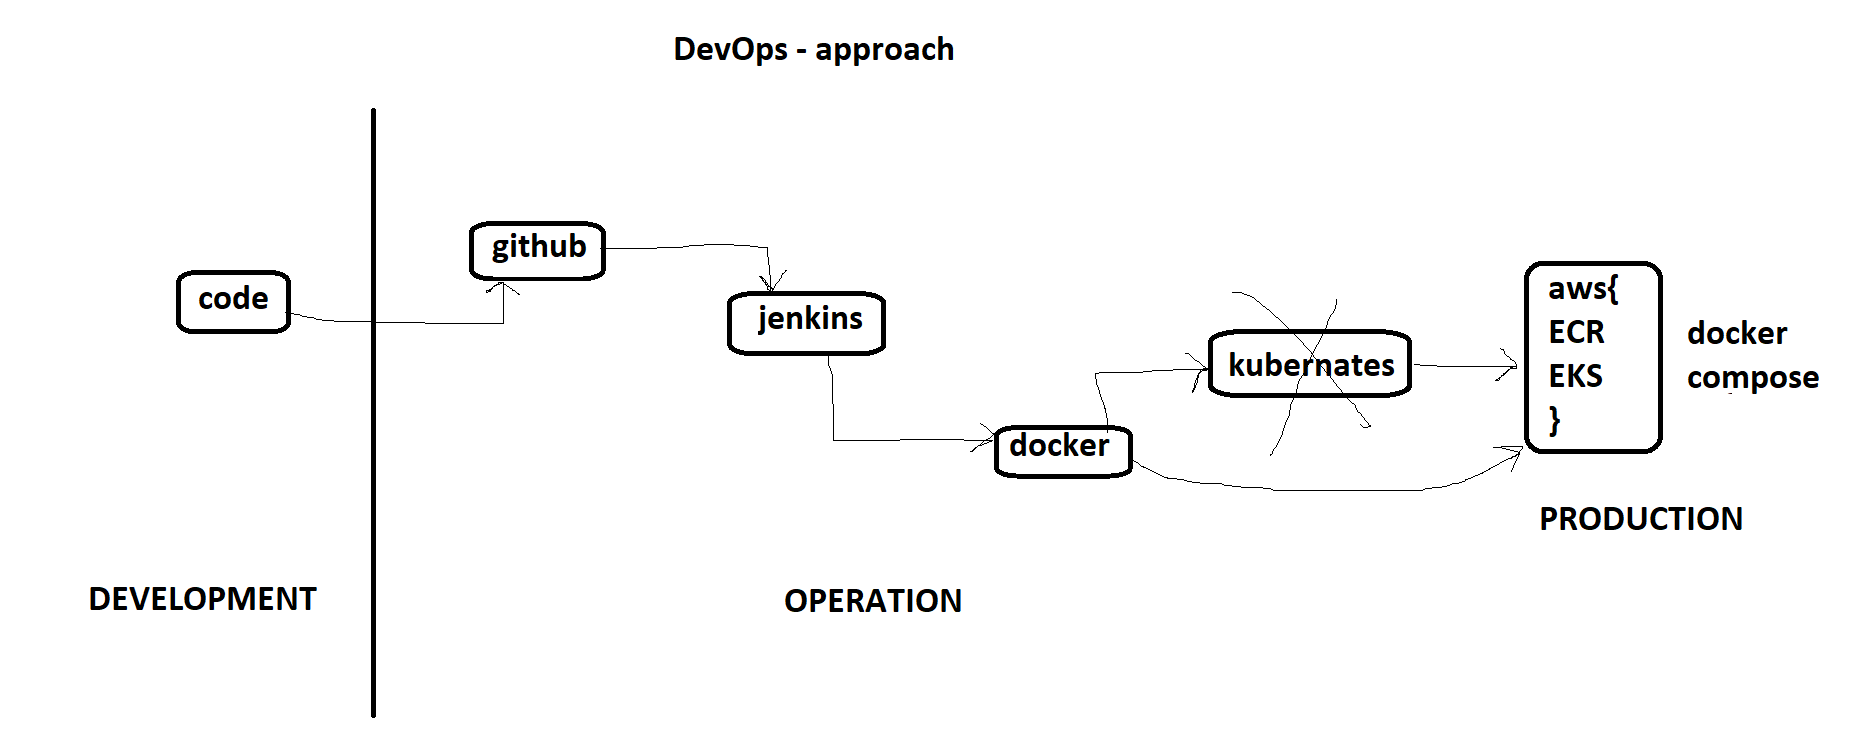 DevOps - approach
code
github
jenkins
docker
kubernates
aws{
ECR
EKS
}
docker
compose
PRODUCTION
DEVELOPMENT
OPERATION